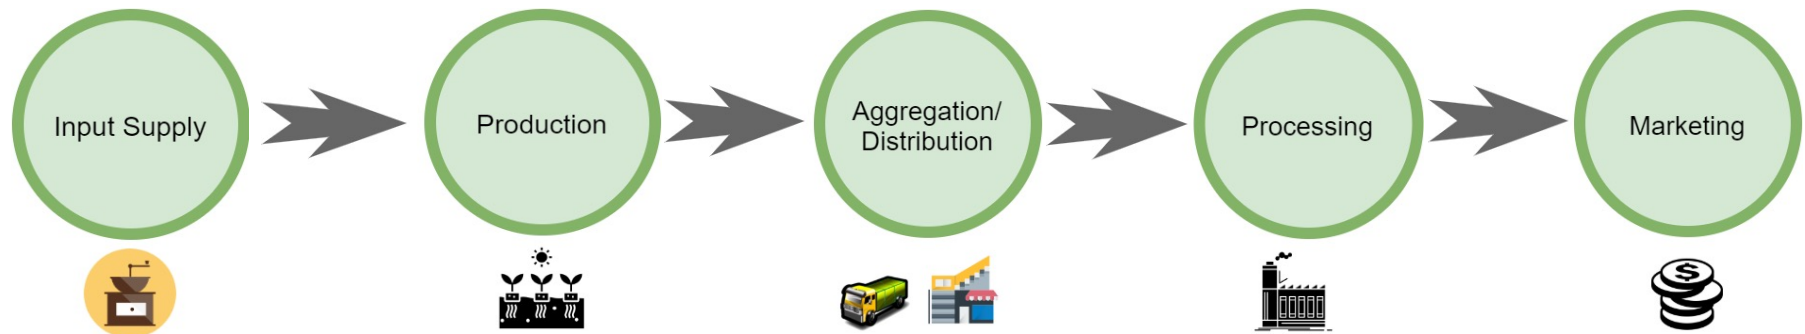 Input Supply
Production
Aggregation/
Distribution
Processing
Marketing
$